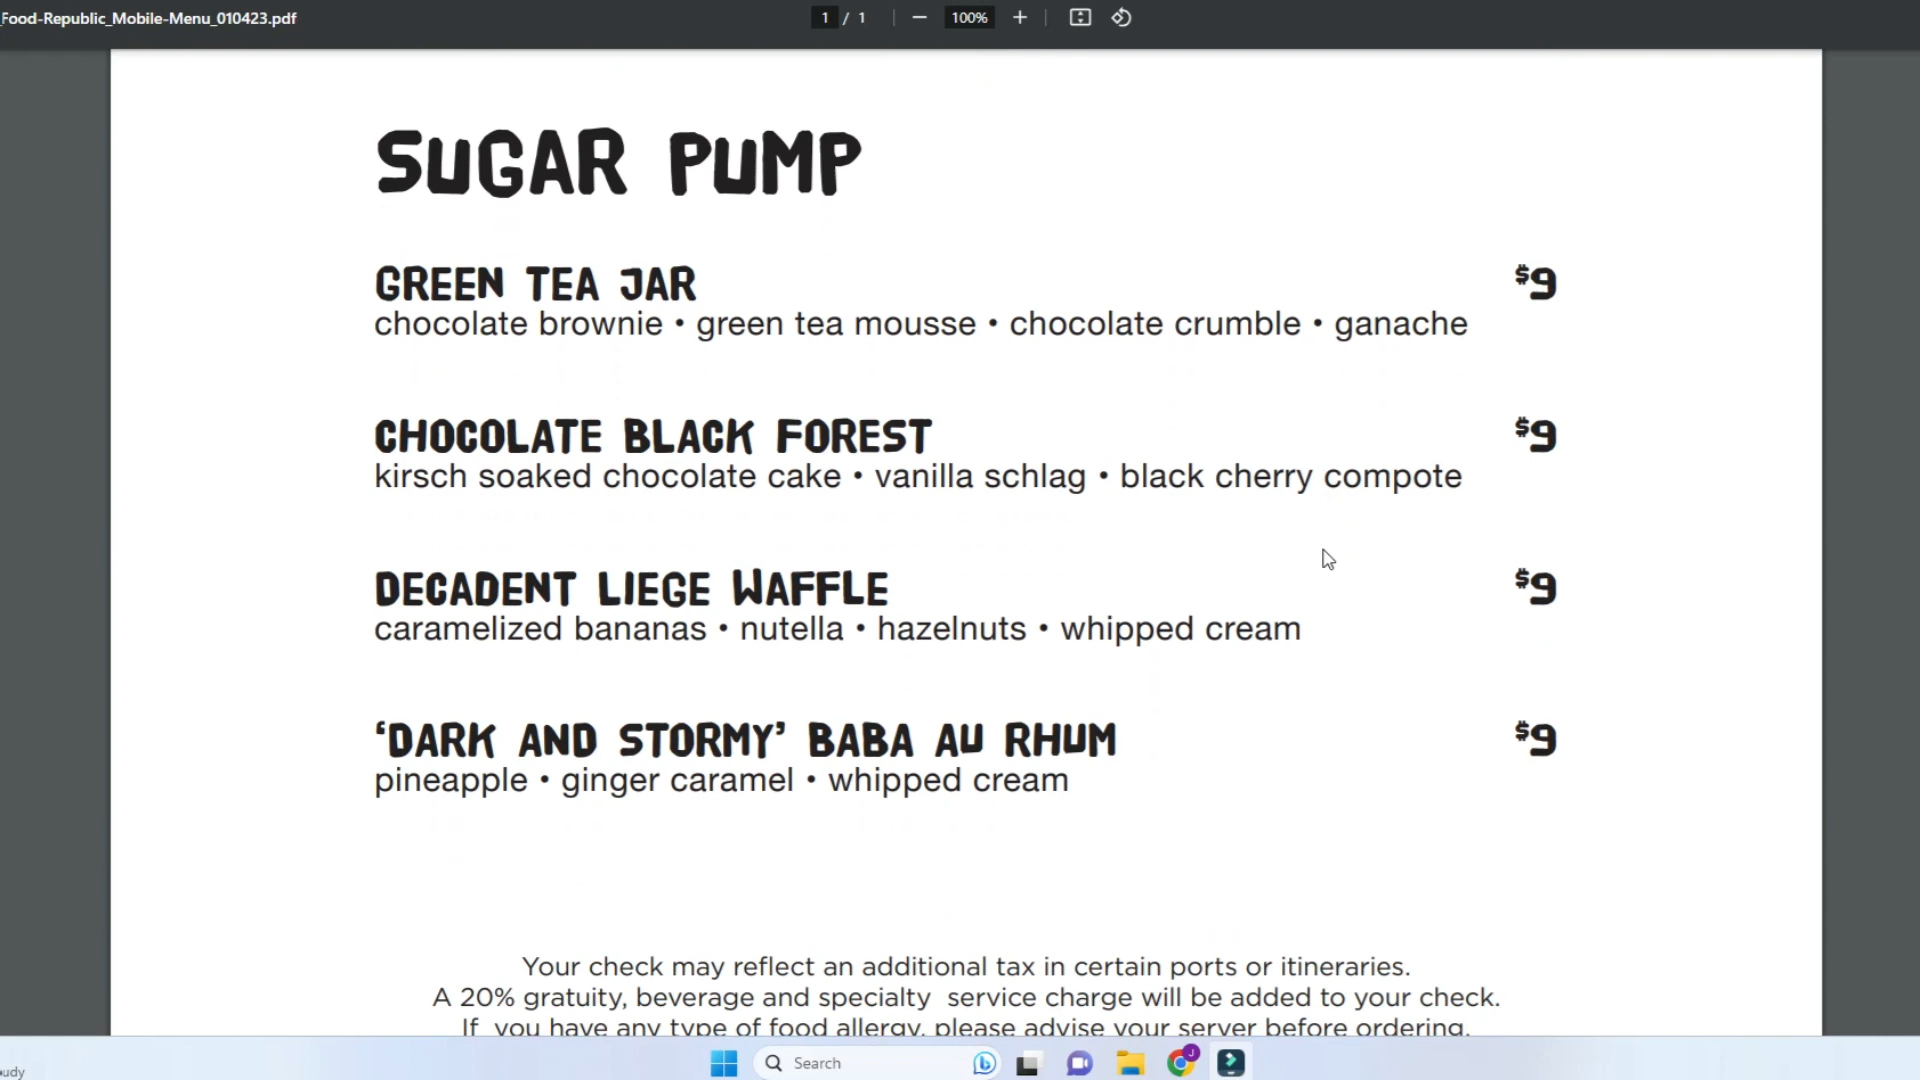 Food-Republic_Mobile-Menu_010423.pdf
1 / 1
100%
SUGAR PUMP
GREEN TEA JAR $9
chocolate brownie • green tea mousse • chocolate crumble • ganache
CHOCOLATE BLACK FOREST $9
kirsch soaked chocolate cake • vanilla schlag • black cherry compote
DECADENT LIEGE WAFFLE $9
caramelized bananas • nutella • hazelnuts • whipped cream
‘DARK AND STORMY’ BABA AU RHUM $9
pineapple • ginger caramel • whipped cream
Your check may reflect an additional tax in certain ports or itineraries.
A 20% gratuity, beverage and specialty service charge will be added to your check.
If you have any type of food allergy, please advise your server before ordering.
Search
J